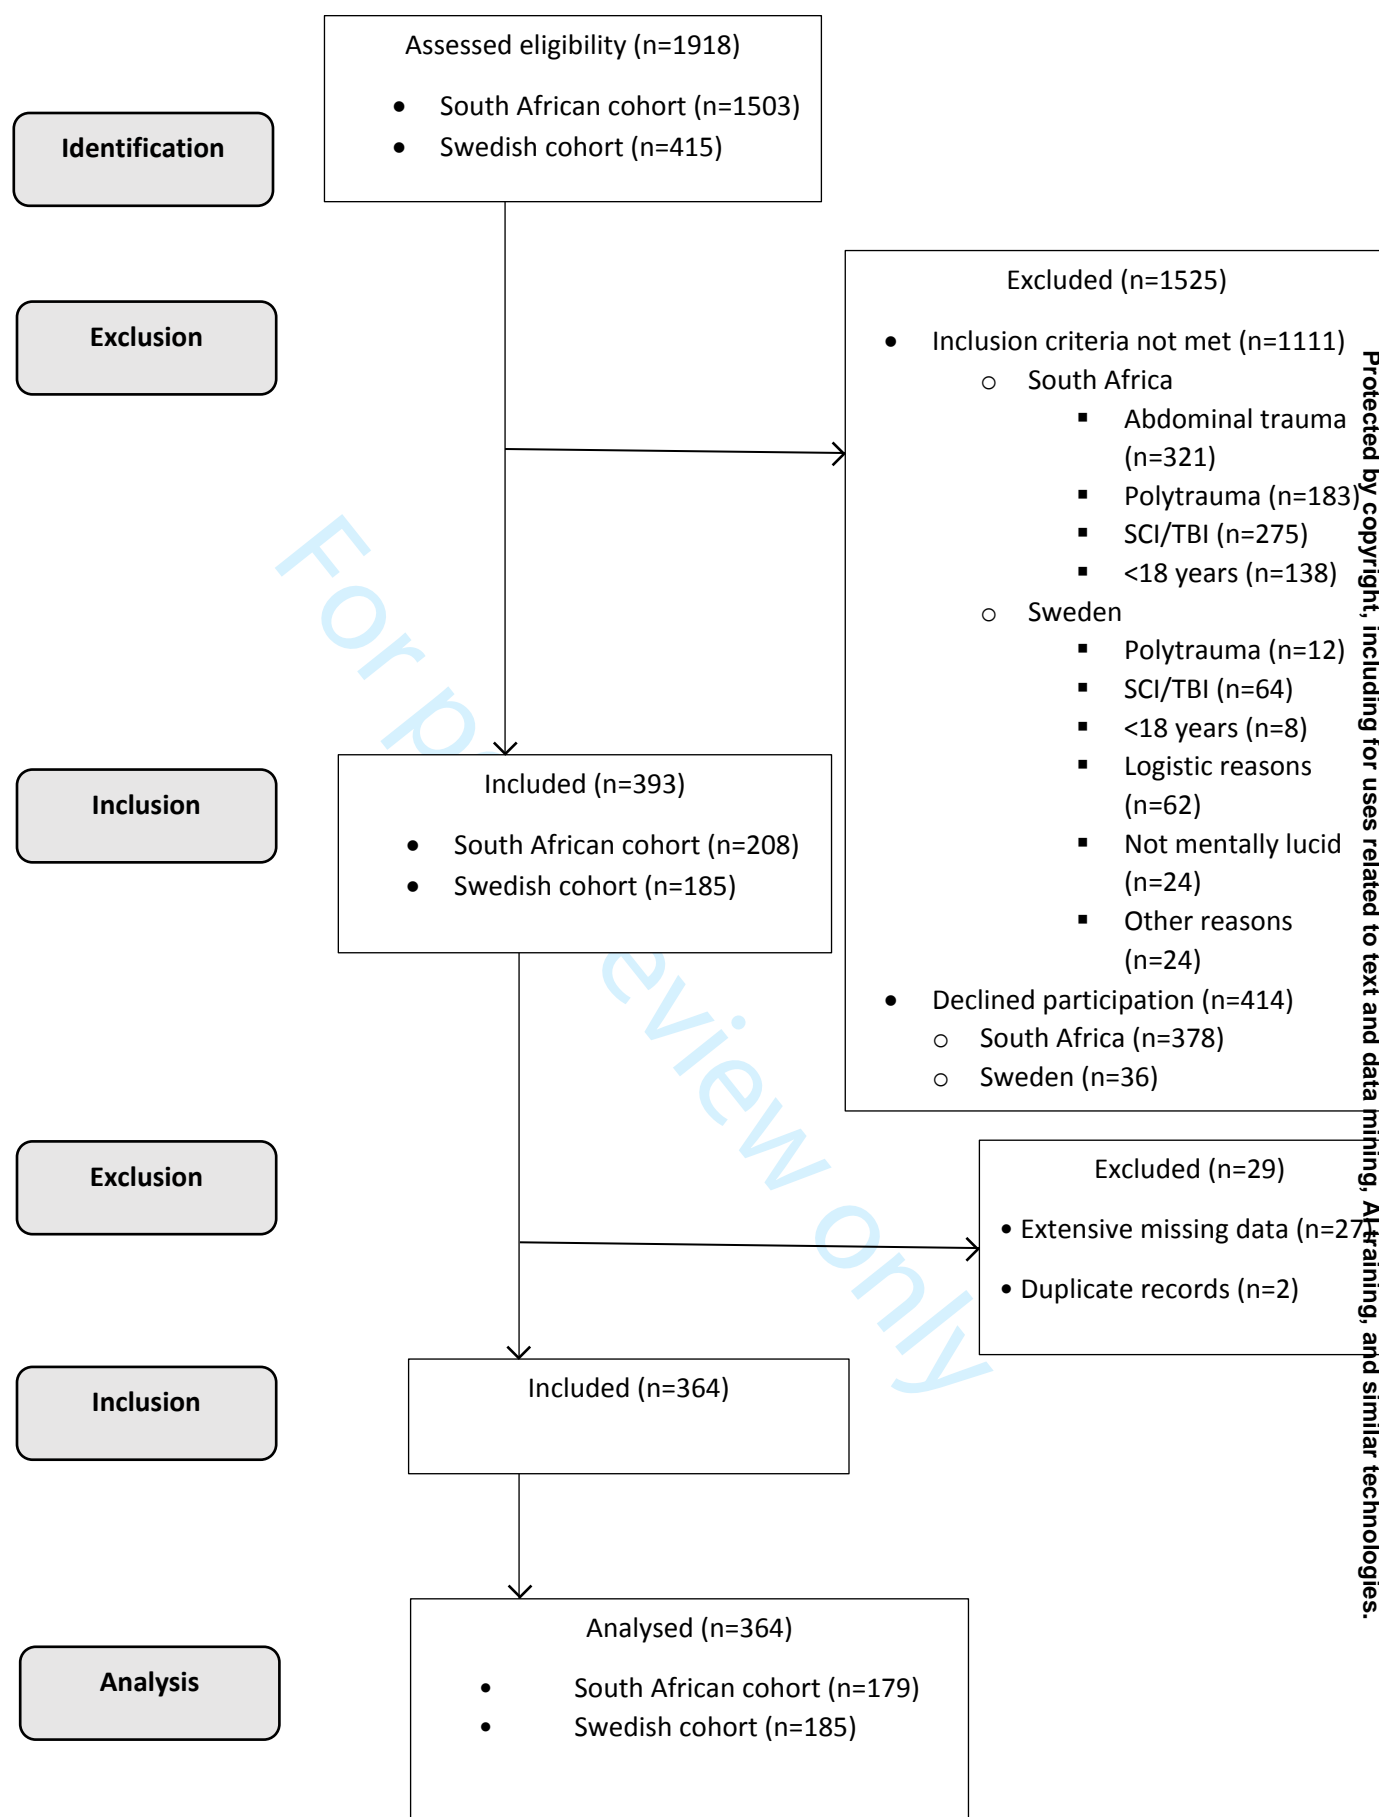 Assessed eligibility (n=1918)
• South African cohort (n=1503)
• Swedish cohort (n=415)
Identification
Excluded (n=1525)
Exclusion
• Inclusion criteria not met (n=1111)
o South Africa
▪ Abdominal trauma
(n=321)
▪ Polytrauma (n=183)
▪ SCI/TBI (n=275)
▪ <18 years (n=138)
o Sweden
▪ Polytrauma (n=12)
▪ SCI/TBI (n=64)
▪ <18 years (n=8)
▪ Logistic reasons
(n=62)
▪ Not mentally lucid
(n=24)
▪ Other reasons
(n=24)
• Declined participation (n=414)
o South Africa (n=378)
o Sweden (n=36)
Inclusion
Included (n=393)
• South African cohort (n=208)
• Swedish cohort (n=185)
Exclusion
Excluded (n=29)
• Extensive missing data (n=27)
• Duplicate records (n=2)
Inclusion
Included (n=364)
Analysis
Analysed (n=364)
• South African cohort (n=179)
• Swedish cohort (n=185)
For peer review only
Protected by copyright, including for uses related to text and data mining, AI training, and similar technologies.